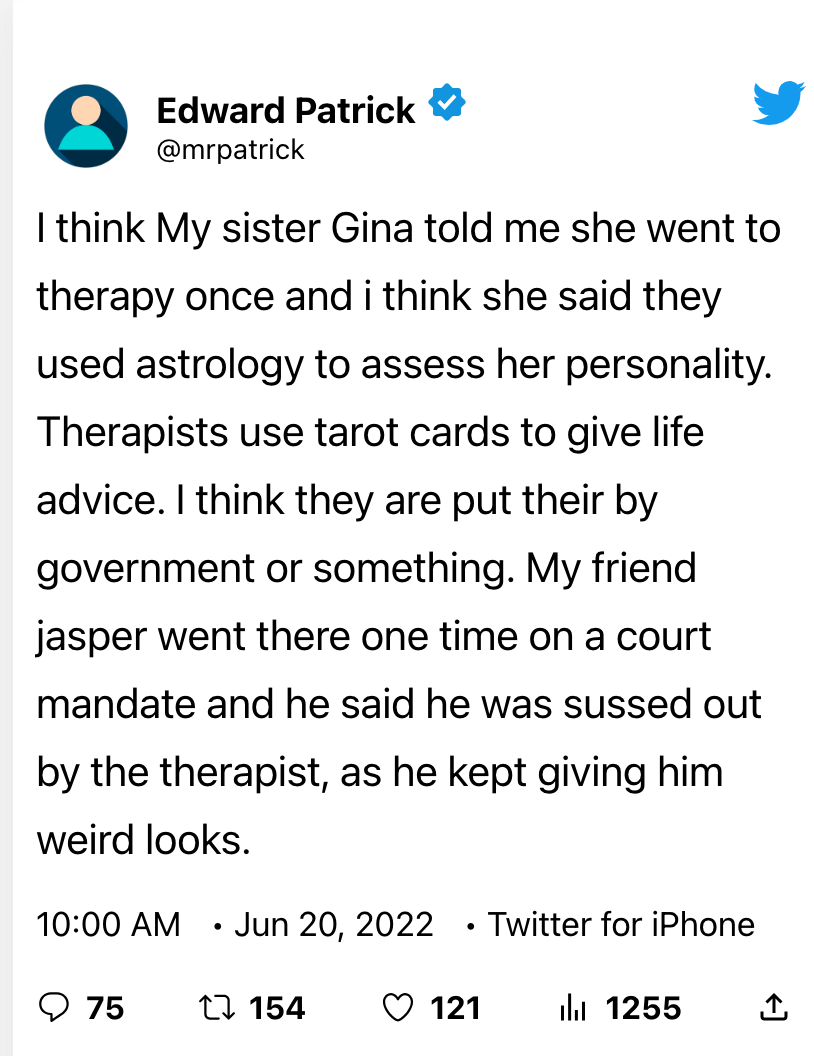 Edward Patrick
@mrpatrick
I think My sister Gina told me she went to
therapy once and i think she said they
used astrology to assess her personality.
Therapists use tarot cards to give life
advice. I think they are put their by
government or something. My friend
jasper went there one time on a court
mandate and he said he was sussed out
by the therapist, as he kept giving him
weird looks.
10:00 AM • Jun 20, 2022 • Twitter for iPhone
75 154 121 1255